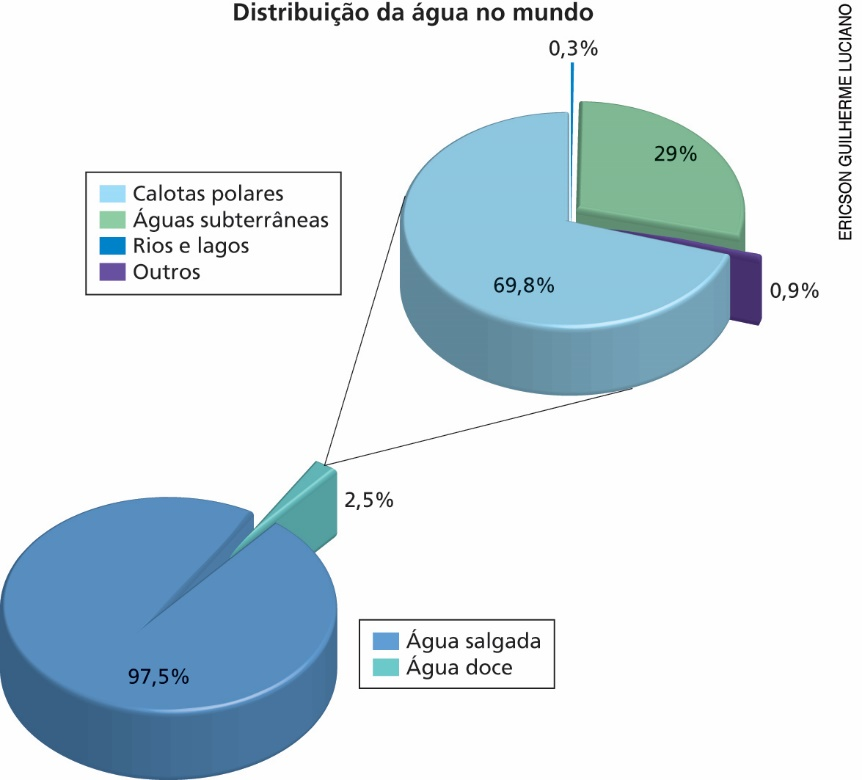 Distribuição da água no mundo
ERICSON GUILHERME LUCIANO
0,3%
29%
Calotas polares
Águas subterrâneas
Rios e lagos
Outros
69,8%
0,9%
2,5%
Água salgada
Água doce
97,5%